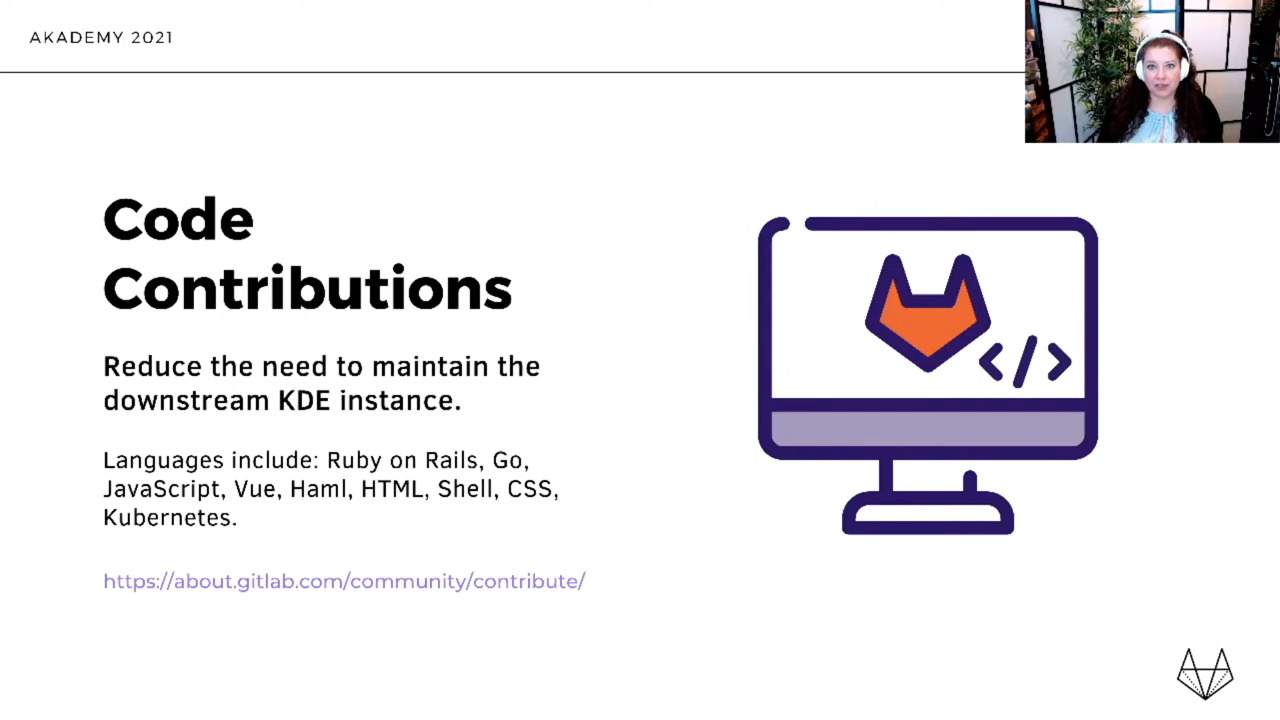 AKADEMY 2021
Code
Contributions
Reduce the need to maintain the
downstream KDE instance.
Languages include: Ruby on Rails, Go,
JavaScript, Vue, Haml, HTML, Shell, CSS,
Kubernetes.
https://about.gitlab.com/community/contribute/
</>